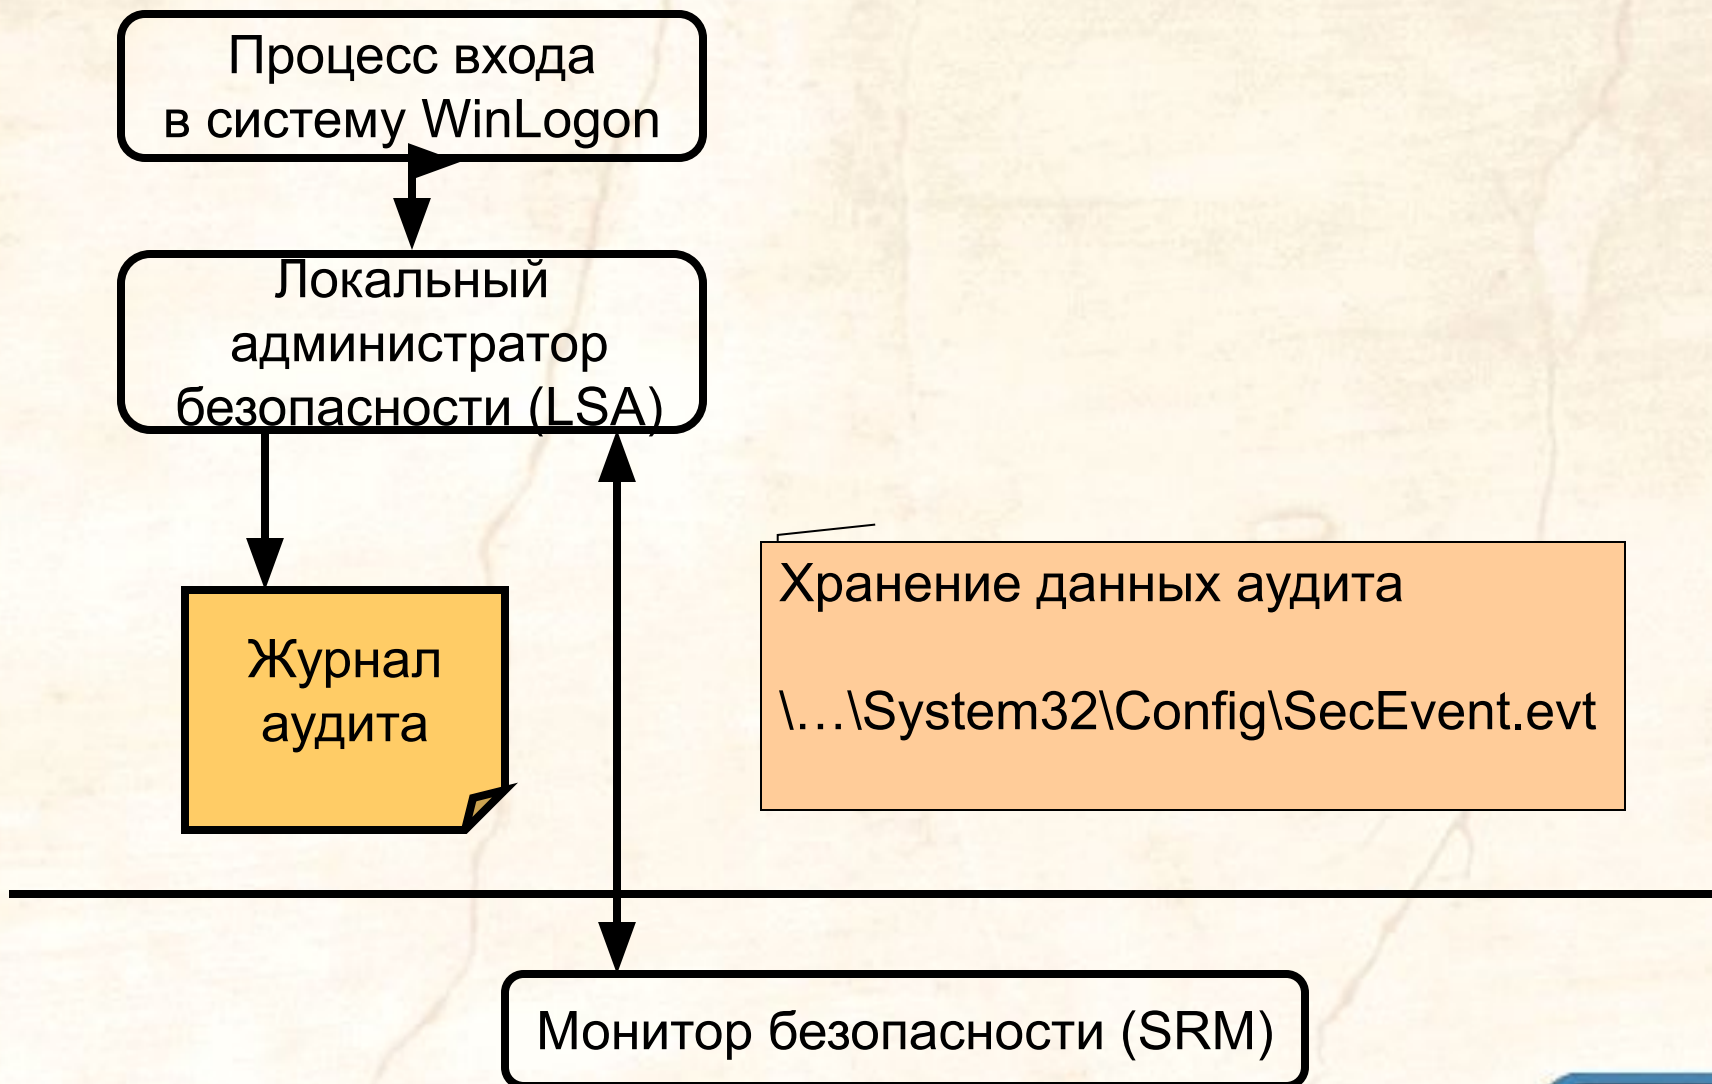 Процесс входа
в систему WinLogon
Локальный
администратор
безопасности (LSA)
Хранение данных аудита
\…\System32\Config\SecEvent.evt
Журнал
аудита
Монитор безопасности (SRM)